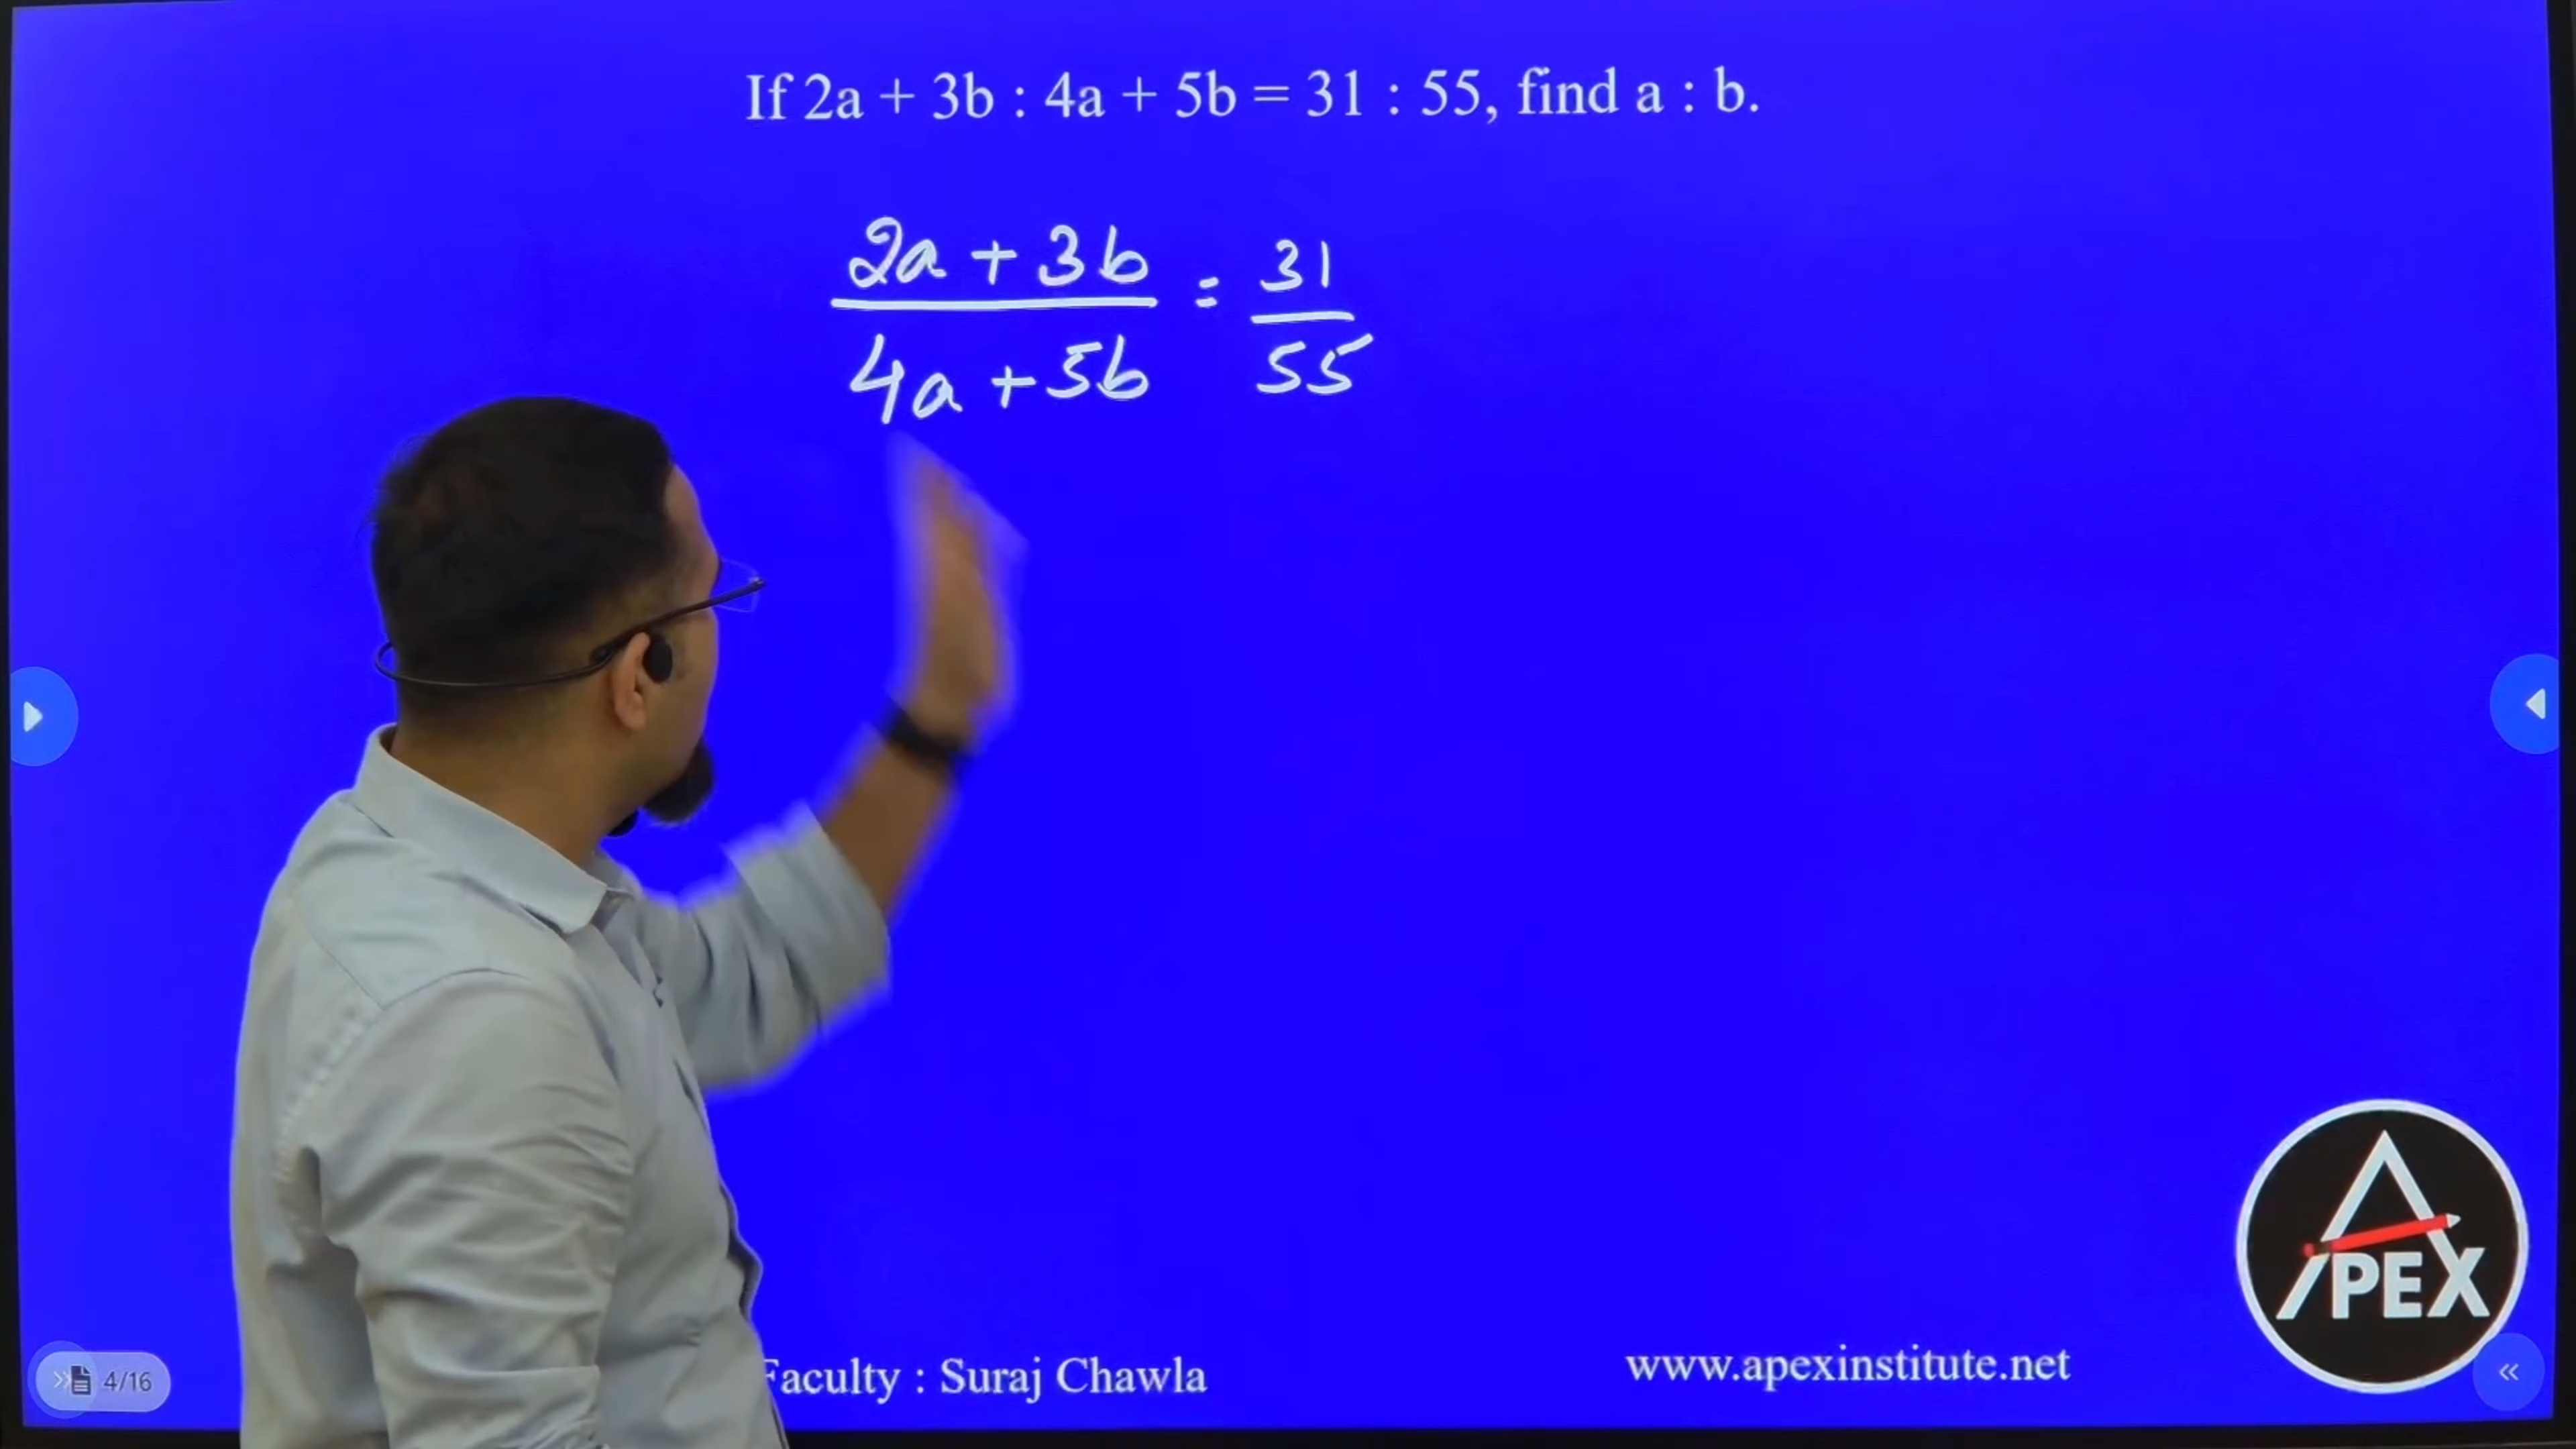 If 2a + 3b : 4a + 5b = 31 : 55, find a : b.
2a + 3b = 31
4a + 5b   55
APEX
4/16
Faculty : Suraj Chawla
www.apexinstitute.net